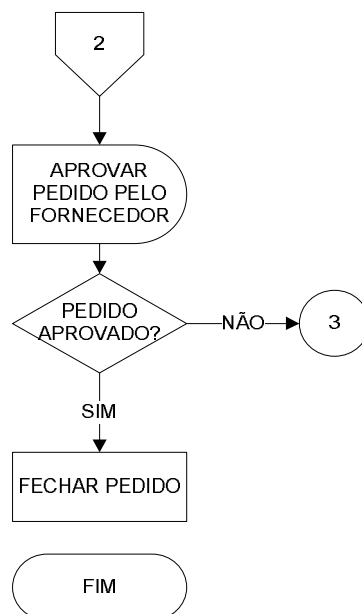 2
APROVAR
PEDIDO PELO
FORNECEDOR
PEDIDO
APROVADO?
NÃO
3
SIM
FECHAR PEDIDO
FIM